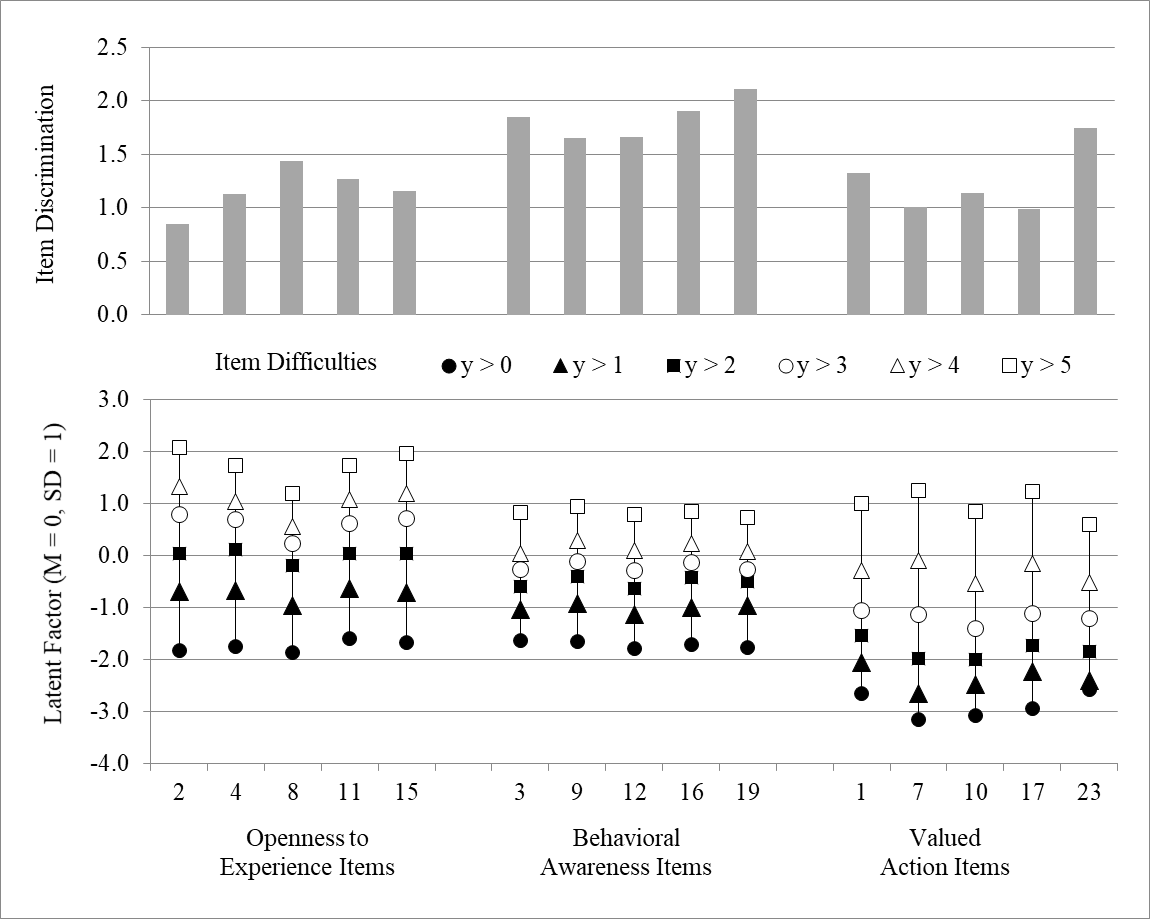 Item Discrimination
2.5
2.0
1.5
1.0
0.5
0.0
Item Difficulties
y > 0 y > 1 y > 2 y > 3 y > 4 y > 5
Latent Factor (M = 0, SD = 1)
3.0
2.0
1.0
0.0
-1.0
-2.0
-3.0
-4.0
2 4 8 11 15 3 9 12 16 19 1 7 10 17 23
Openness to
Experience Items
Behavioral
Awareness Items
Valued
Action Items